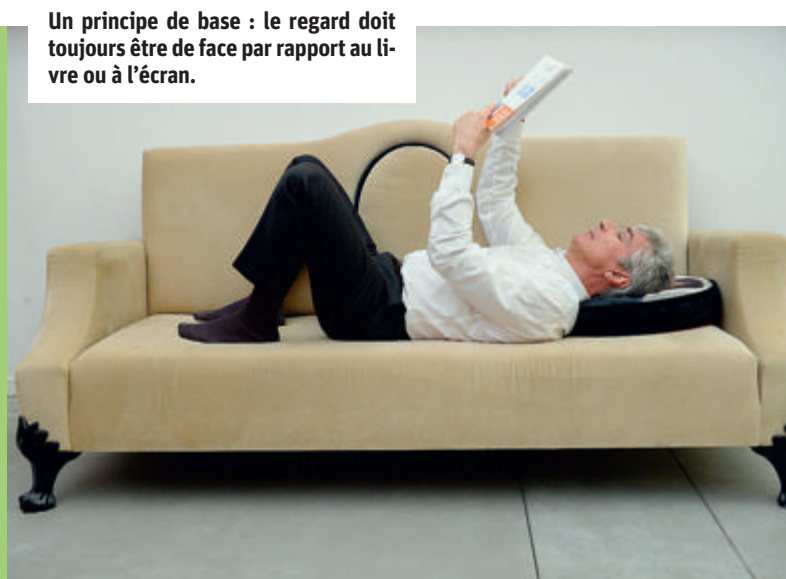 Un principe de base : le regard doit
toujours être de face par rapport au li-
vre ou à l'écran.